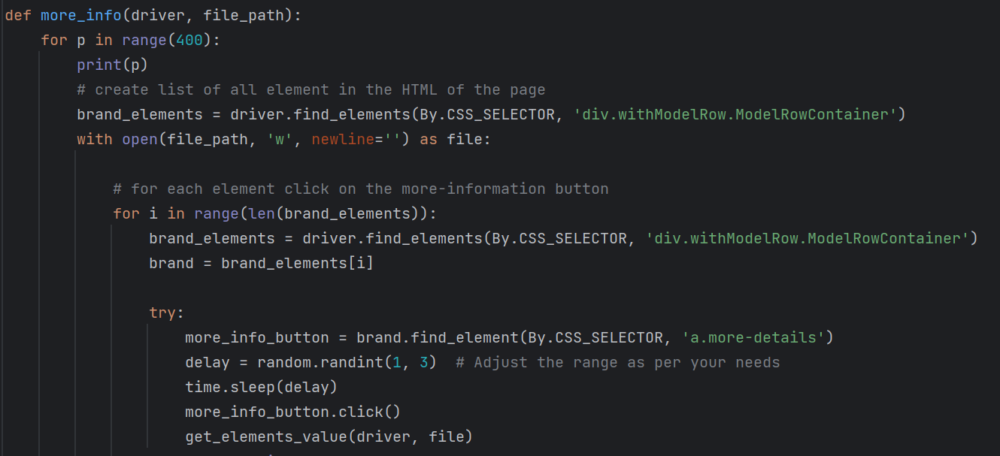 def more_info(driver, file_path):
    for p in range(400):
        print(p)
        # create list of all element in the HTML of the page
        brand_elements = driver.find_elements(By.CSS_SELECTOR, 'div.withModelRow.ModelRowContainer')
        with open(file_path, 'w', newline='') as file:
            # for each element click on the more-information button
            for i in range(len(brand_elements)):
                brand_elements = driver.find_elements(By.CSS_SELECTOR, 'div.withModelRow.ModelRowContainer')
                brand = brand_elements[i]
                try:
                    more_info_button = brand.find_element(By.CSS_SELECTOR, 'a.more-details')
                    delay = random.randint(1, 3)  # Adjust the range as per your needs
                    time.sleep(delay)
                    more_info_button.click()
                    get_elements_value(driver, file)